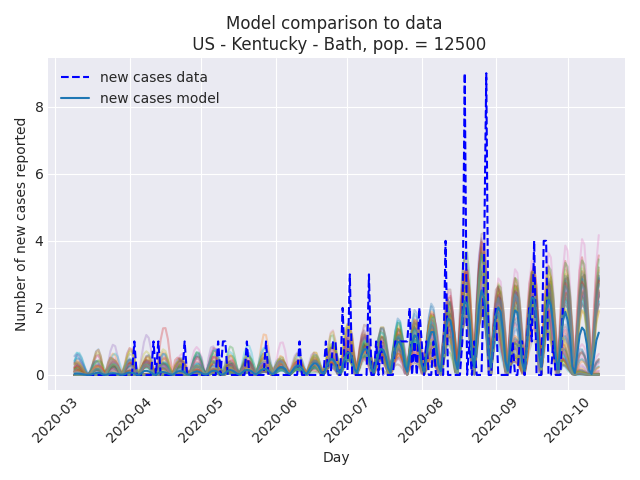 Model comparison to data
US - Kentucky - Bath, pop. = 12500
new cases data
new cases model
Number of new cases reported
8
6
4
2
0
2020-03
2020-04
2020-05
2020-06
2020-07
2020-08
2020-09
2020-10
Day